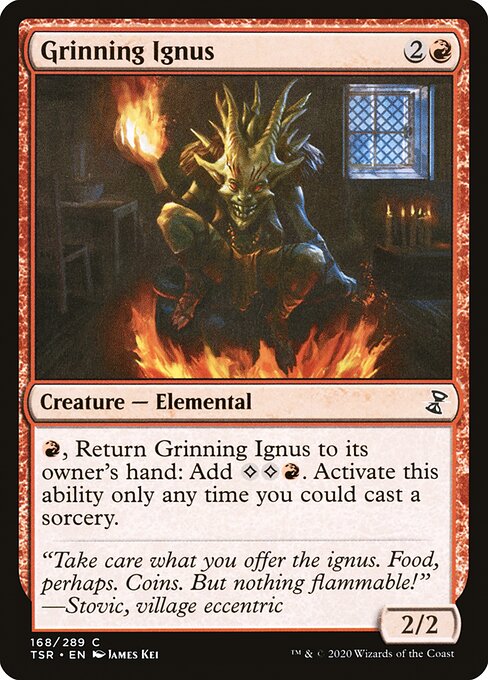 Grinning Ignus 2
Creature — Elemental
, Return Grinning Ignus to its
owner's hand: Add . Activate this
ability only any time you could cast a
sorcery.
“Take care what you offer the ignus. Food,
perhaps. Coins. But nothing flammable!”
—Stovic, village eccentric
2/2
168/289 C
TSR • EN James Kei
™ & © 2020 Wizards of the Coast